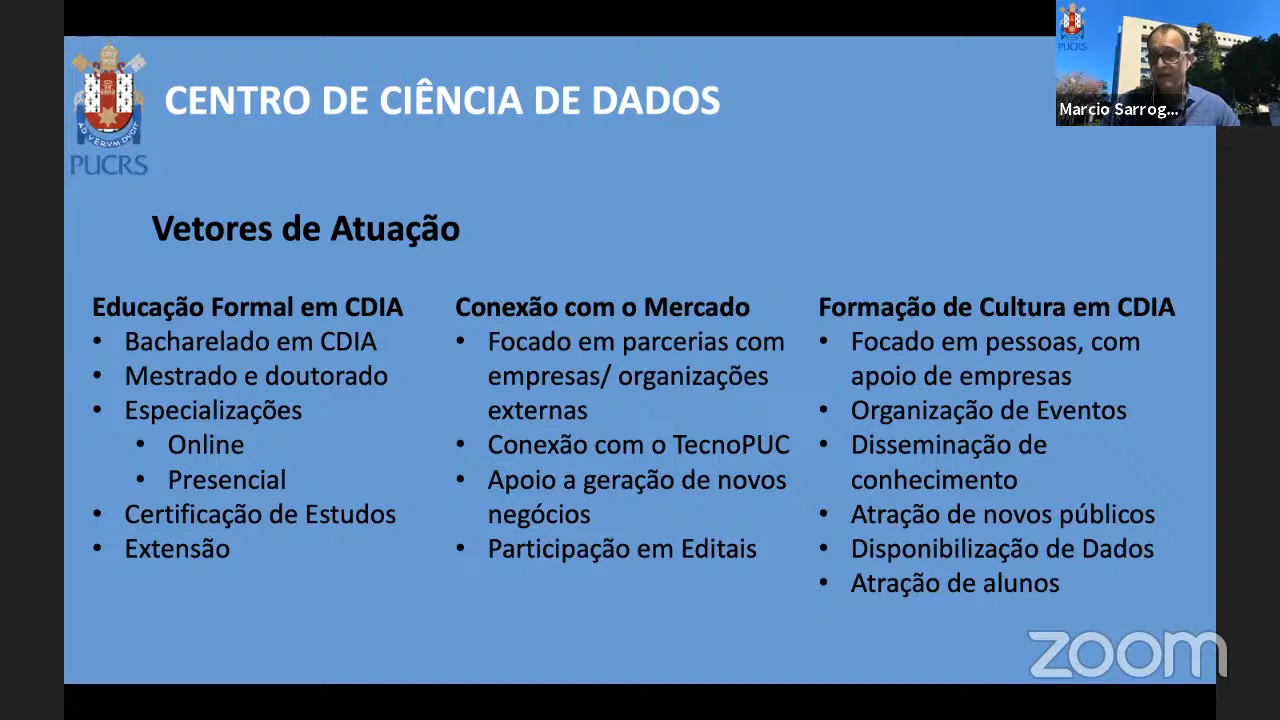 CENTRO DE CIÊNCIA DE DADOS
AD VERVM DVCIT
PUCRS
PUCRS
Marcio Sarrog...
Vetores de Atuação
Educação Formal em CDIA
• Bacharelado em CDIA
• Mestrado e doutorado
• Especializações
• Online
• Presencial
• Certificação de Estudos
• Extensão
Conexão com o Mercado
• Focado em parcerias com
empresas/ organizações
externas
• Conexão com o TecnoPUC
• Apoio a geração de novos
negócios
• Participação em Editais
Formação de Cultura em CDIA
• Focado em pessoas, com
apoio de empresas
• Organização de Eventos
• Disseminação de
conhecimento
• Atração de novos públicos
• Disponibilização de Dados
• Atração de alunos
zoom